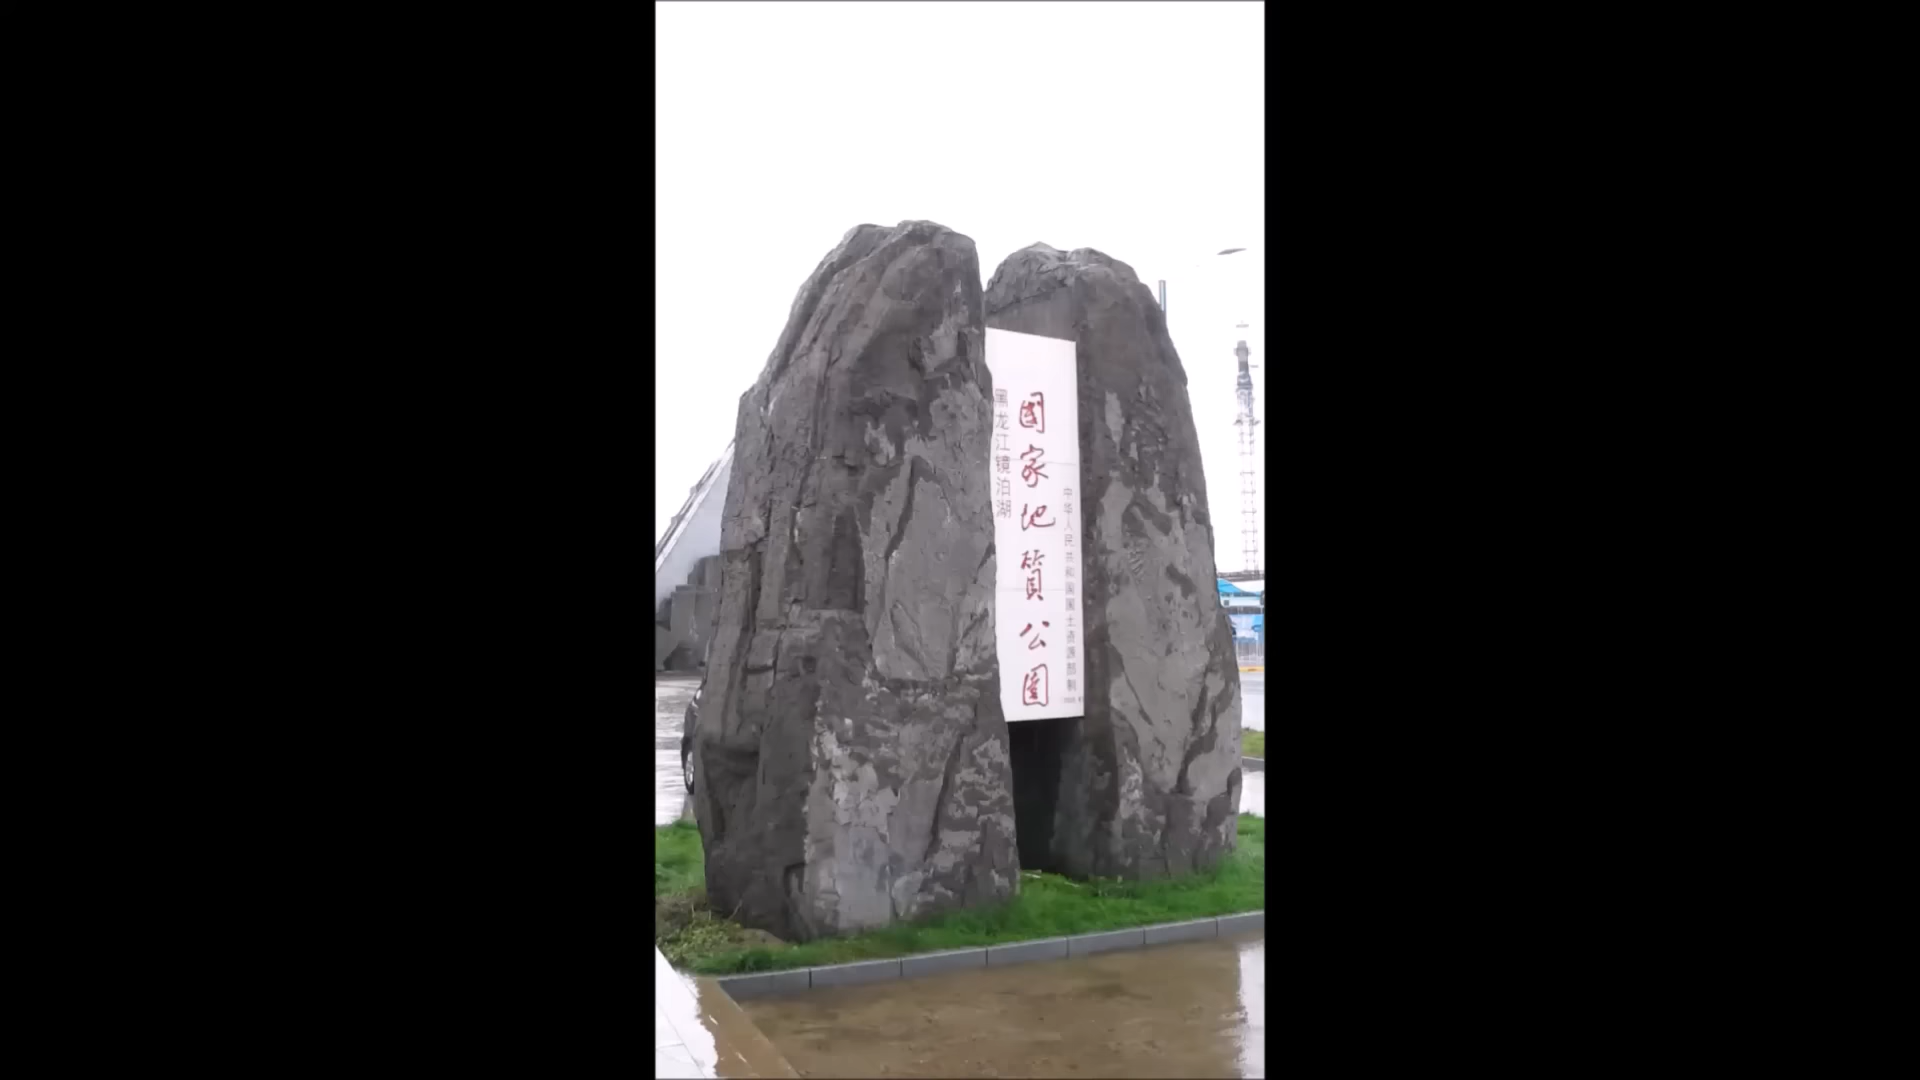 黑龙江镜泊湖
國家地質公園
中华人民共和国国土资源部制